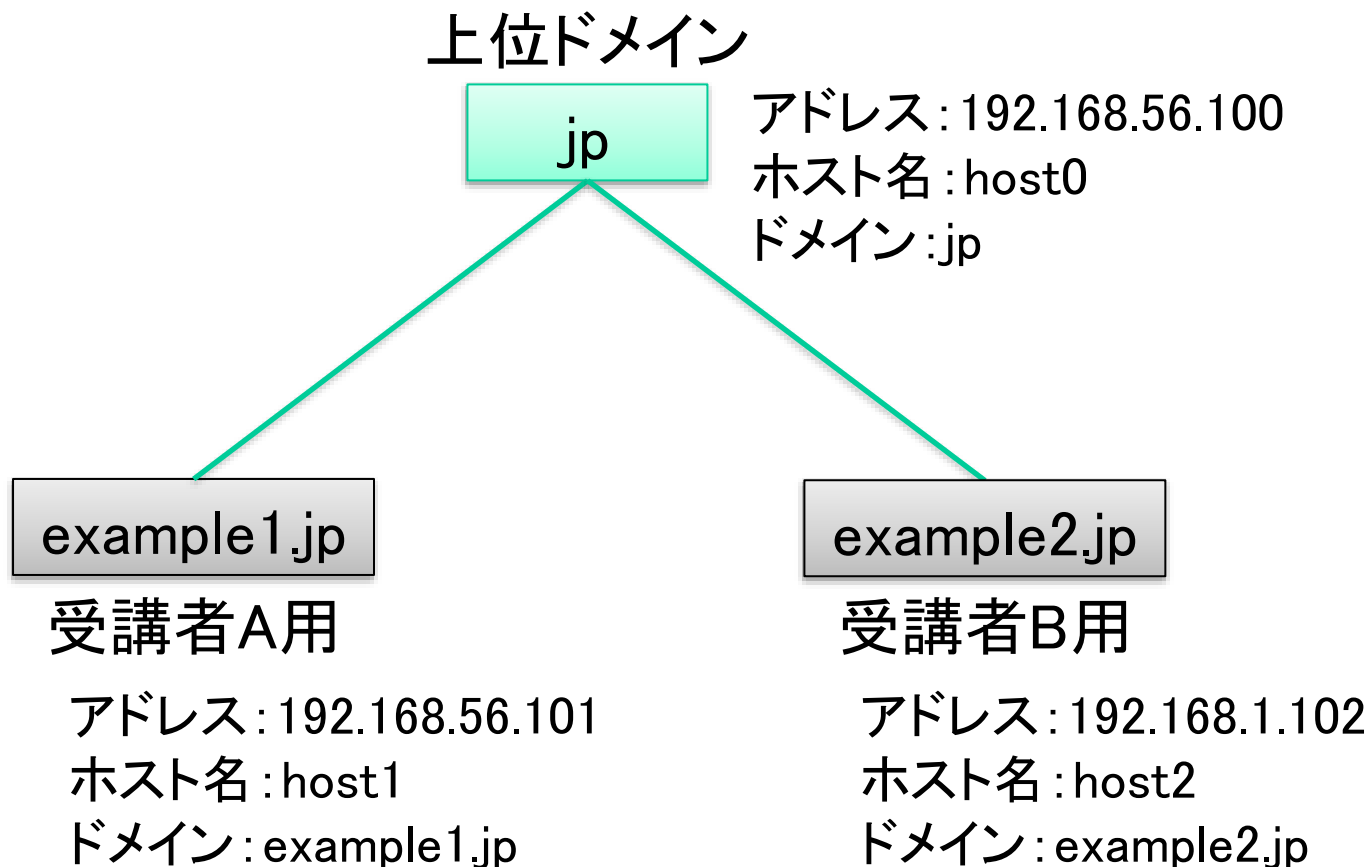 上位ドメイン
jp
アドレス:192.168.56.100
ホスト名:host0
ドメイン:jp
example1.jp
受講者A用
アドレス:192.168.56.101
ホスト名:host1
ドメイン:example1.jp
example2.jp
受講者B用
アドレス:192.168.1.102
ホスト名:host2
ドメイン:example2.jp